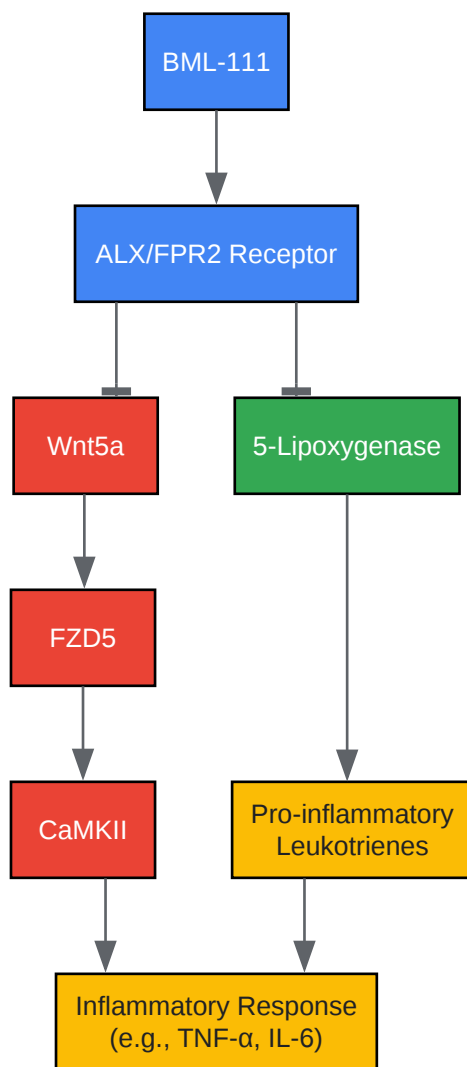 BML-111
ALX/FPR2 Receptor
Wnt5a
5-Lipoxygenase
FZD5
CaMKII
Pro-inflammatory
Leukotrienes
Inflammatory Response
(e.g., TNF-α, IL-6)